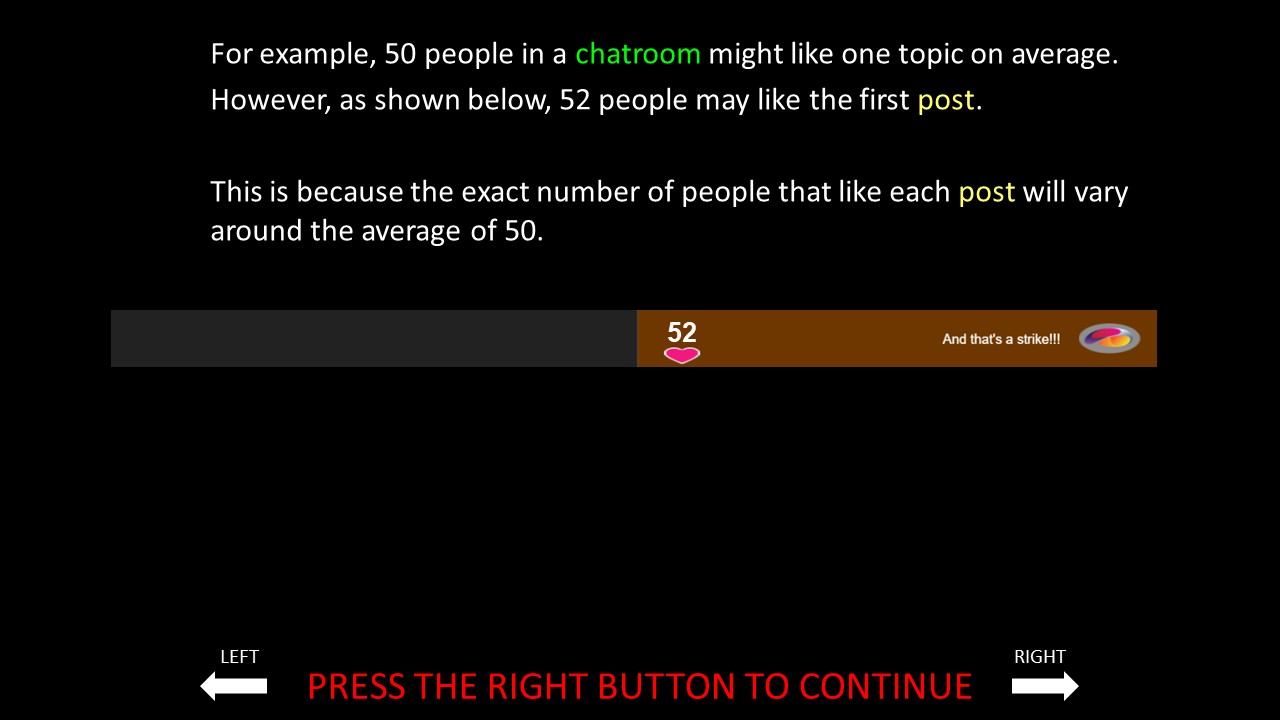 For example, 50 people in a chatroom might like one topic on average.
However, as shown below, 52 people may like the first post.
This is because the exact number of people that like each post will vary
around the average of 50.
52
And that's a strike!!!
LEFT
RIGHT
PRESS THE RIGHT BUTTON TO CONTINUE